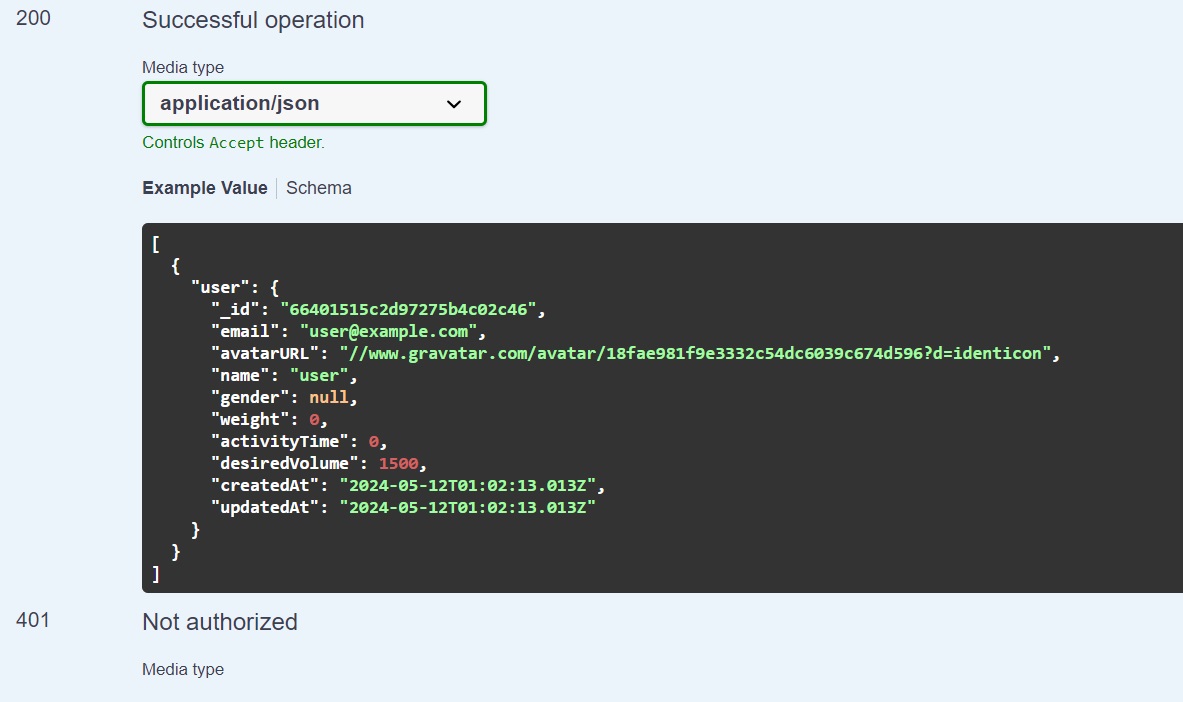 200
Successful operation
Media type
application/json
Controls Accept header.
Example Value
Schema
[
  {
    "user": {
      "_id": "66401515c2d97275b4c02c46",
      "email": "user@example.com",
      "avatarURL": "//www.gravatar.com/avatar/18fae981f9e3332c54dc6039c674d596?d=identicon",
      "name": "user",
      "gender": null,
      "weight": 0,
      "activityTime": 0,
      "desiredVolume": 1500,
      "createdAt": "2024-05-12T01:02:13.013Z",
      "updatedAt": "2024-05-12T01:02:13.013Z"
    }
  }
]
401
Not authorized
Media type